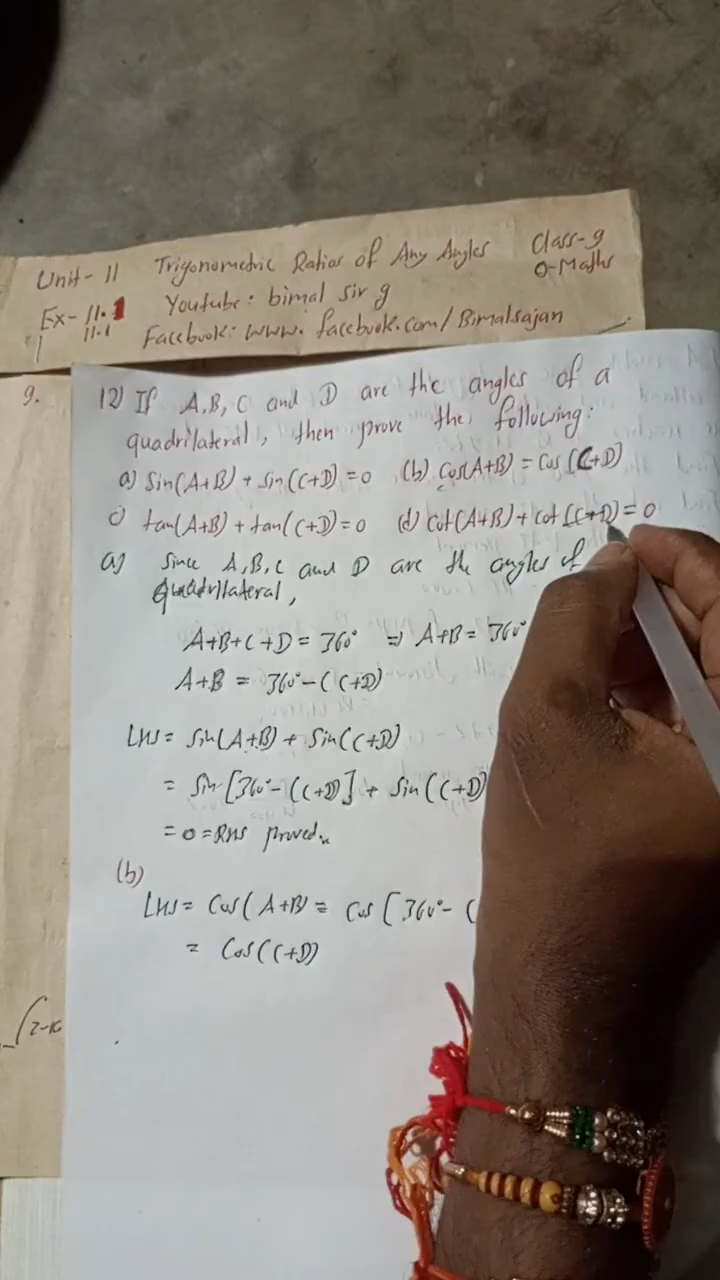 Unit- 11 Trigonometric Ratios of Any Angles Class-9
O-Maths
Ex- 11.1 Youtube: bimal sir g
11.1
Facebook: www. facebook.com/Bimalsajan
9.
12) If A,B, C and D are the angles of a
quadrilateral, then prove the following:
a) Sin(A+B) + Sin(C+D) = 0 (b) Cos(A+B) = Cos (C+D)
c) tan(A+B) + tan(C+D) = 0 (d) Cot(A+B) + Cot(C+D) = 0
a) Since A,B,C and D are the angles of
Quadrilateral,
A+B+C+D = 360° ⇒ A+B = 360°
A+B = 360° - (C+D)
LHS = Sin(A+B) + Sin(C+D)
= Sin [360° - (C+D)] + Sin (C+D)
= 0 = RHS proved
(b)
LHS = Cos(A+B) = Cos [360° - (
= Cos(C+D)